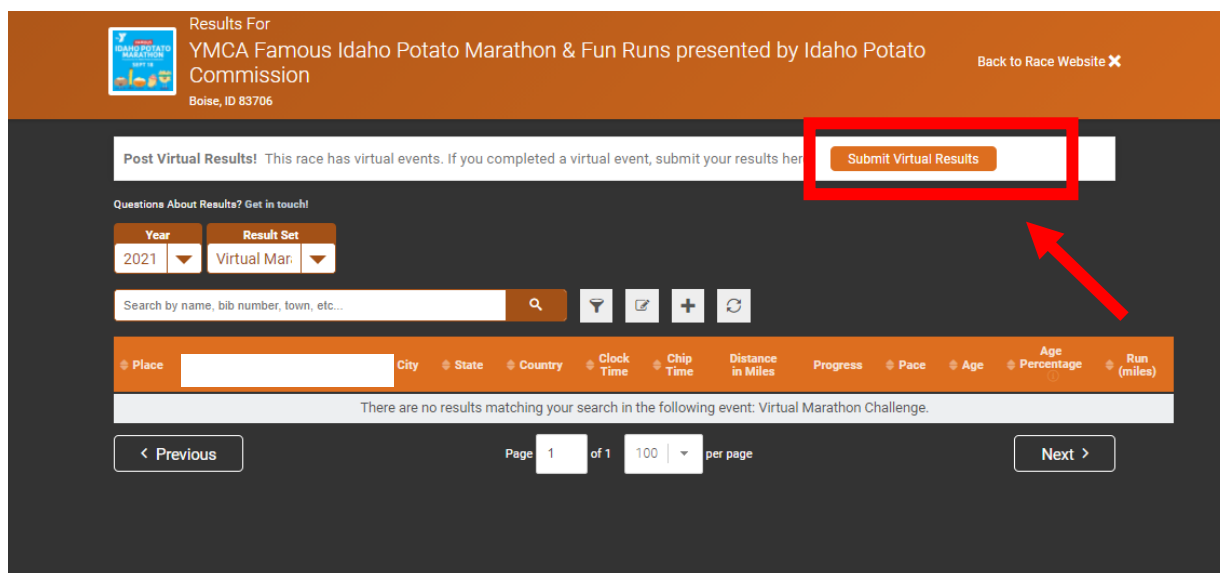 Results For
YMCA Famous Idaho Potato Marathon & Fun Runs presented by Idaho Potato
Commission
Boise, ID 83706
Back to Race Website
IDAHO POTATO
MARATHON
SEPT 18
Post Virtual Results! This race has virtual events. If you completed a virtual event, submit your results her
Submit Virtual Results
Questions About Results? Get in touch!
Year
Result Set
2021
Virtual Mar
Search by name, bib number, town, etc...
Place
City
State
Country
Clock
Time
Chip
Time
Distance
in Miles
Progress
Pace
Age
Age
Percentage
Run
(miles)
There are no results matching your search in the following event: Virtual Marathon Challenge.
Previous
Page 1 of 1 100 per page
Next